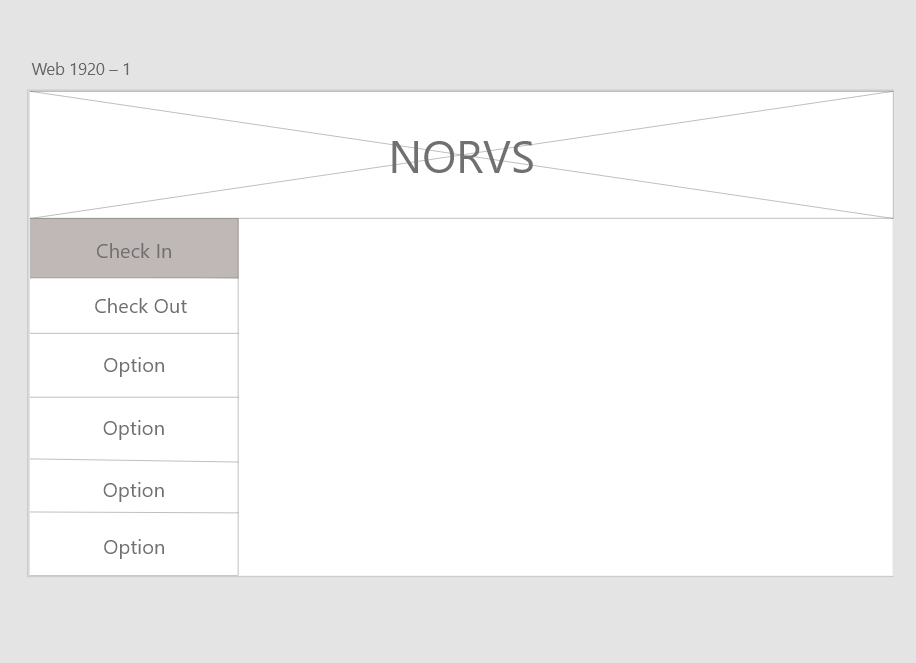 Web 1920 – 1
NORVS
Check In
Check Out
Option
Option
Option
Option